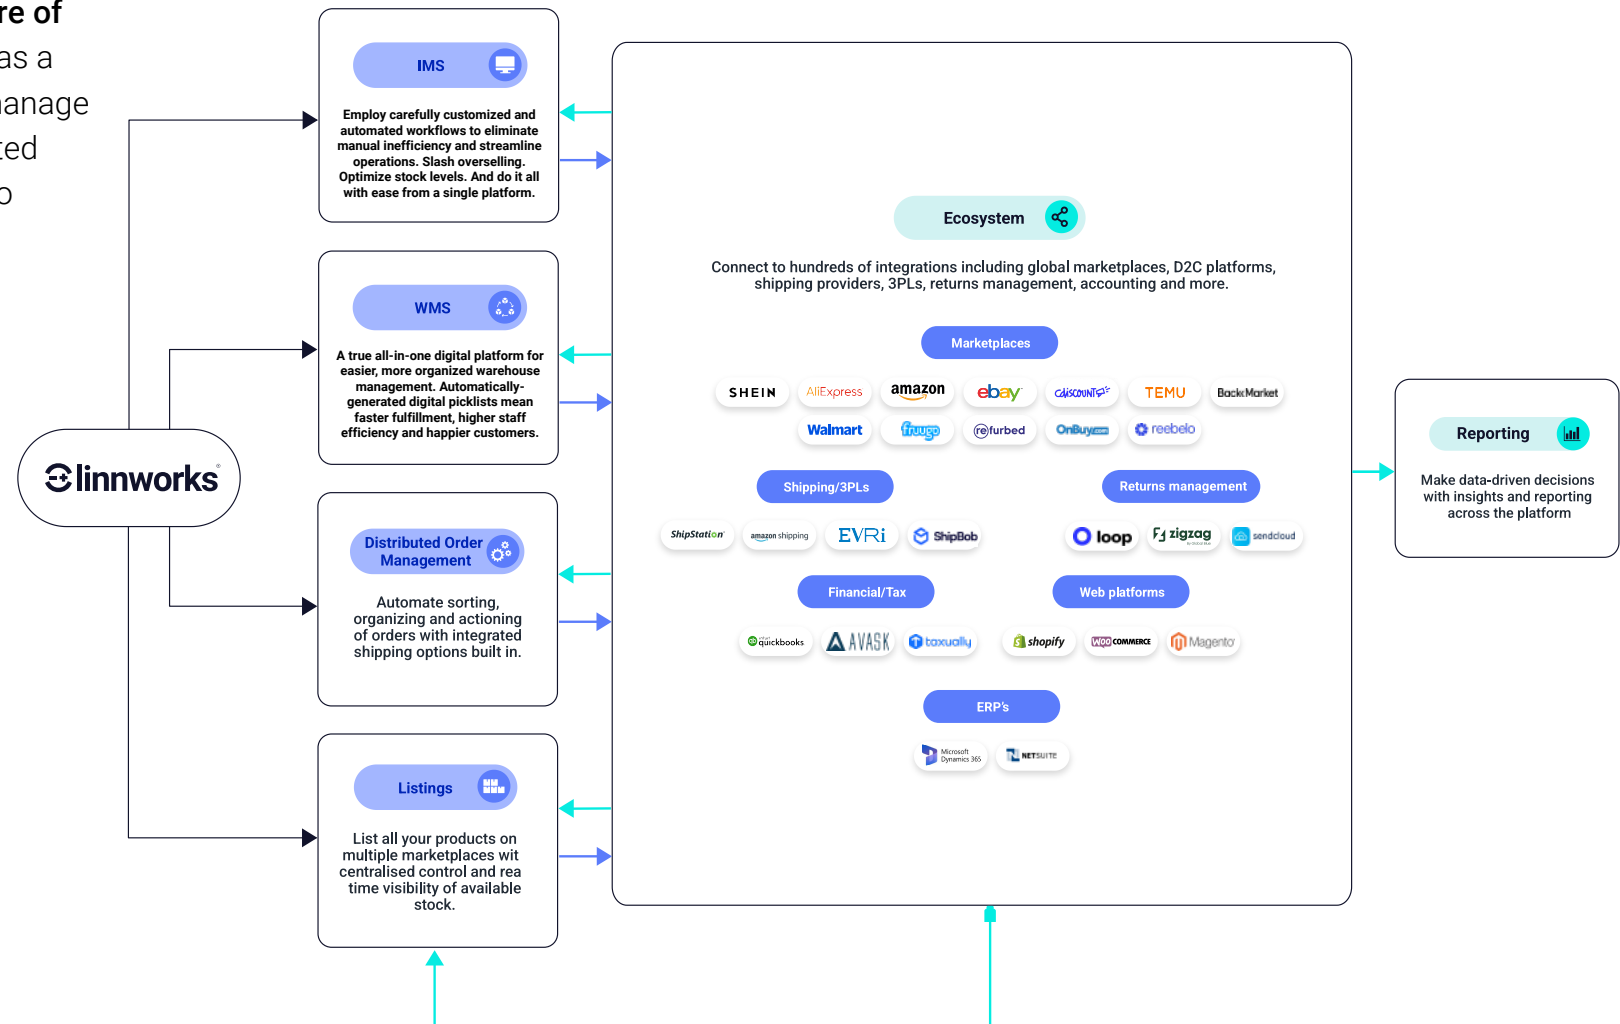 re of
as a
nanage
ted
o
IMS
Employ carefully customized and
automated workflows to eliminate
manual inefficiency and streamline
operations. Slash overselling.
Optimize stock levels. And do it all
with ease from a single platform.
WMS
A true all-in-one digital platform for
easier, more organized warehouse
management. Automatically-
generated digital picklists mean
faster fulfillment, higher staff
efficiency and happier customers.
linnworks
Distributed Order
Management
Automate sorting,
organizing and actioning
of orders with integrated
shipping options built in.
Listings
List all your products on
multiple marketplaces wit
centralised control and rea
time visibility of available
stock.
Ecosystem
Connect to hundreds of integrations including global marketplaces, D2C platforms,
shipping providers, 3PLs, returns management, accounting and more.
Marketplaces
SHEIN AliExpress amazon ebay Cdiscount TEMU BackMarket
Walmart fruugo refurbed OnBuy.com reebelo
Shipping/3PLs
ShipStation amazon shipping EVRi ShipBob
Returns management
loop zigzag sendcloud
Financial/Tax
quickbooks AVASK taxually
Web platforms
shopify WOO COMMERCE Magento
ERP's
Microsoft
Dynamics 365
NETSUITE
Reporting
Make data-driven decisions
with insights and reporting
across the platform